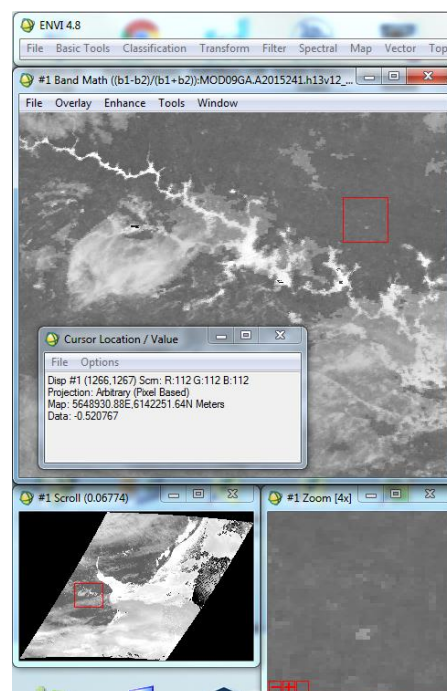 ENVI 4.8
File Basic Tools Classification Transform Filter Spectral Map Vector Top
#1 Band Math ((b1-b2)/(b1+b2)):MOD09GA.A2015241.h13v12_...
File Overlay Enhance Tools Window
Cursor Location / Value
File Options
Disp #1 (1266,1267) Scrn: R:112 G:112 B:112
Projection: Arbitrary (Pixel Based)
Map: 5648930.88E,6142251.64N Meters
Data: -0.520767
#1 Scroll (0.06774)
#1 Zoom [4x]